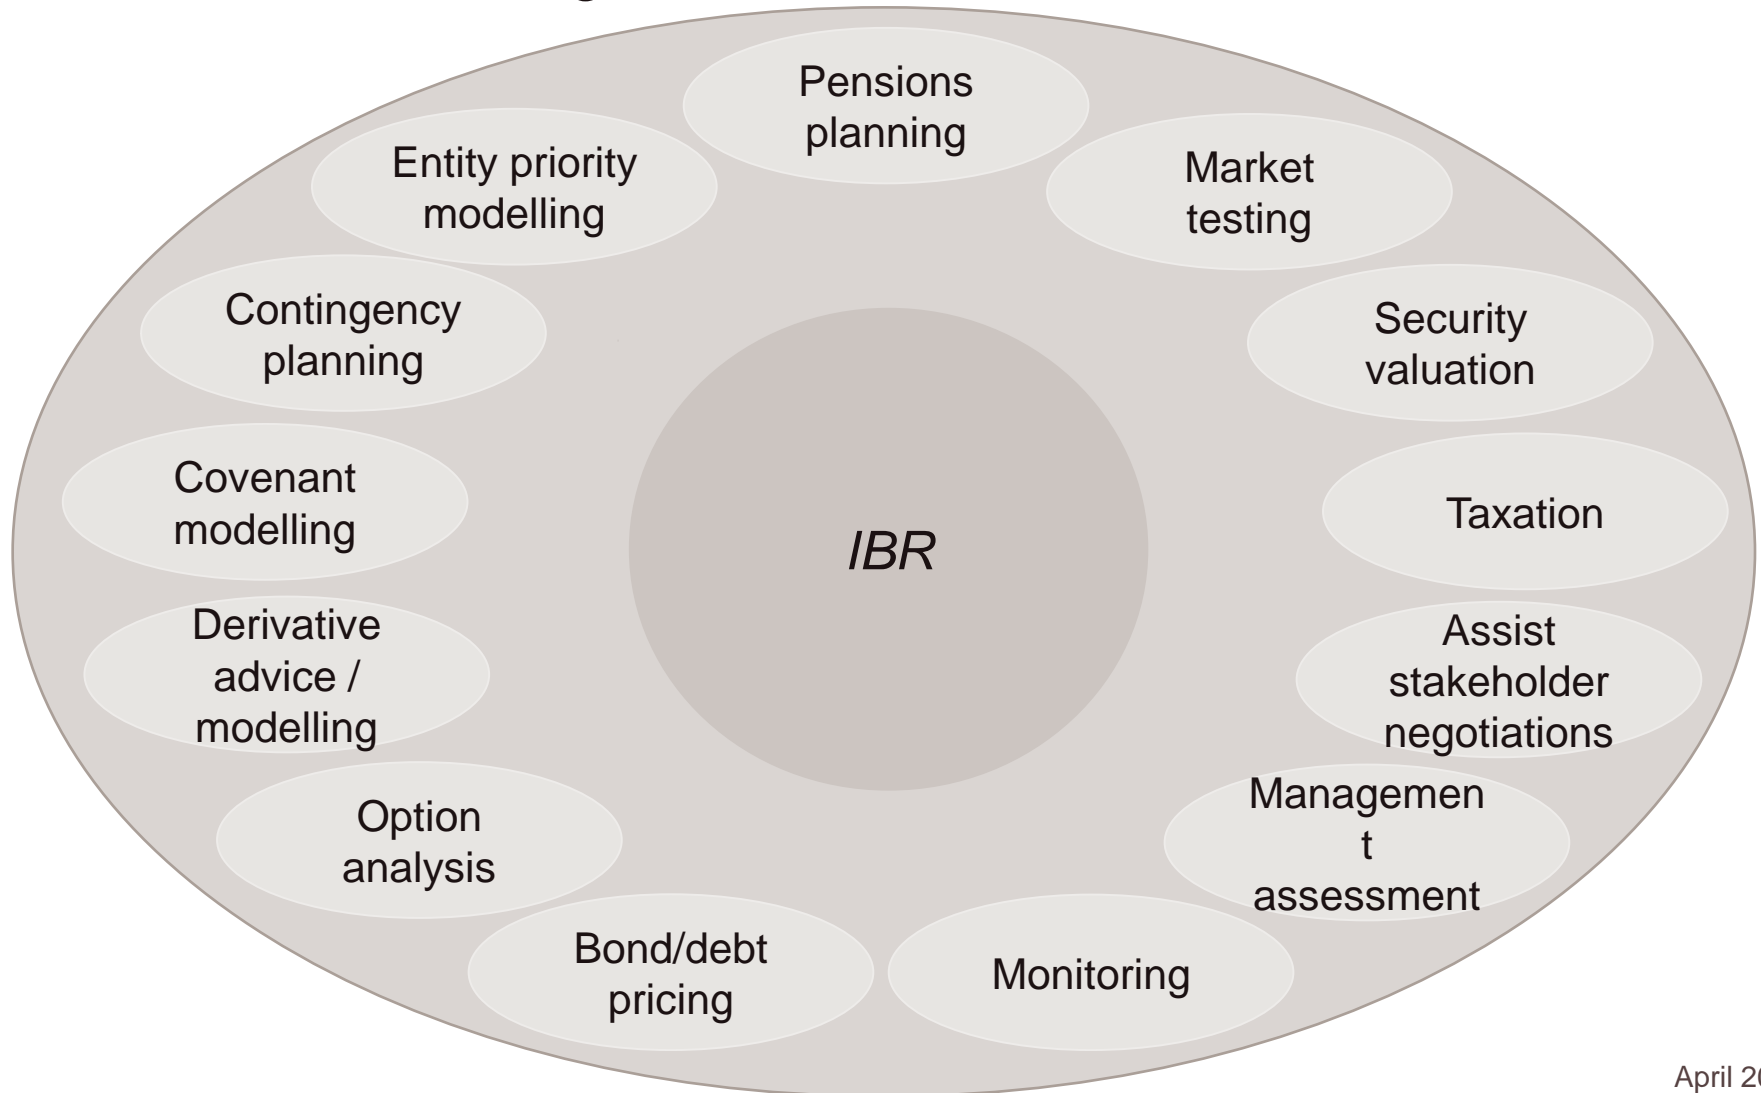 Pensions
planning
Entity priority
modelling
Market
testing
Contingency
planning
Security
valuation
Covenant
modelling
Taxation
IBR
Derivative
advice /
modelling
Assist
stakeholder
negotiations
Option
analysis
Managemen
t
assessment
Bond/debt
pricing
Monitoring
April 20